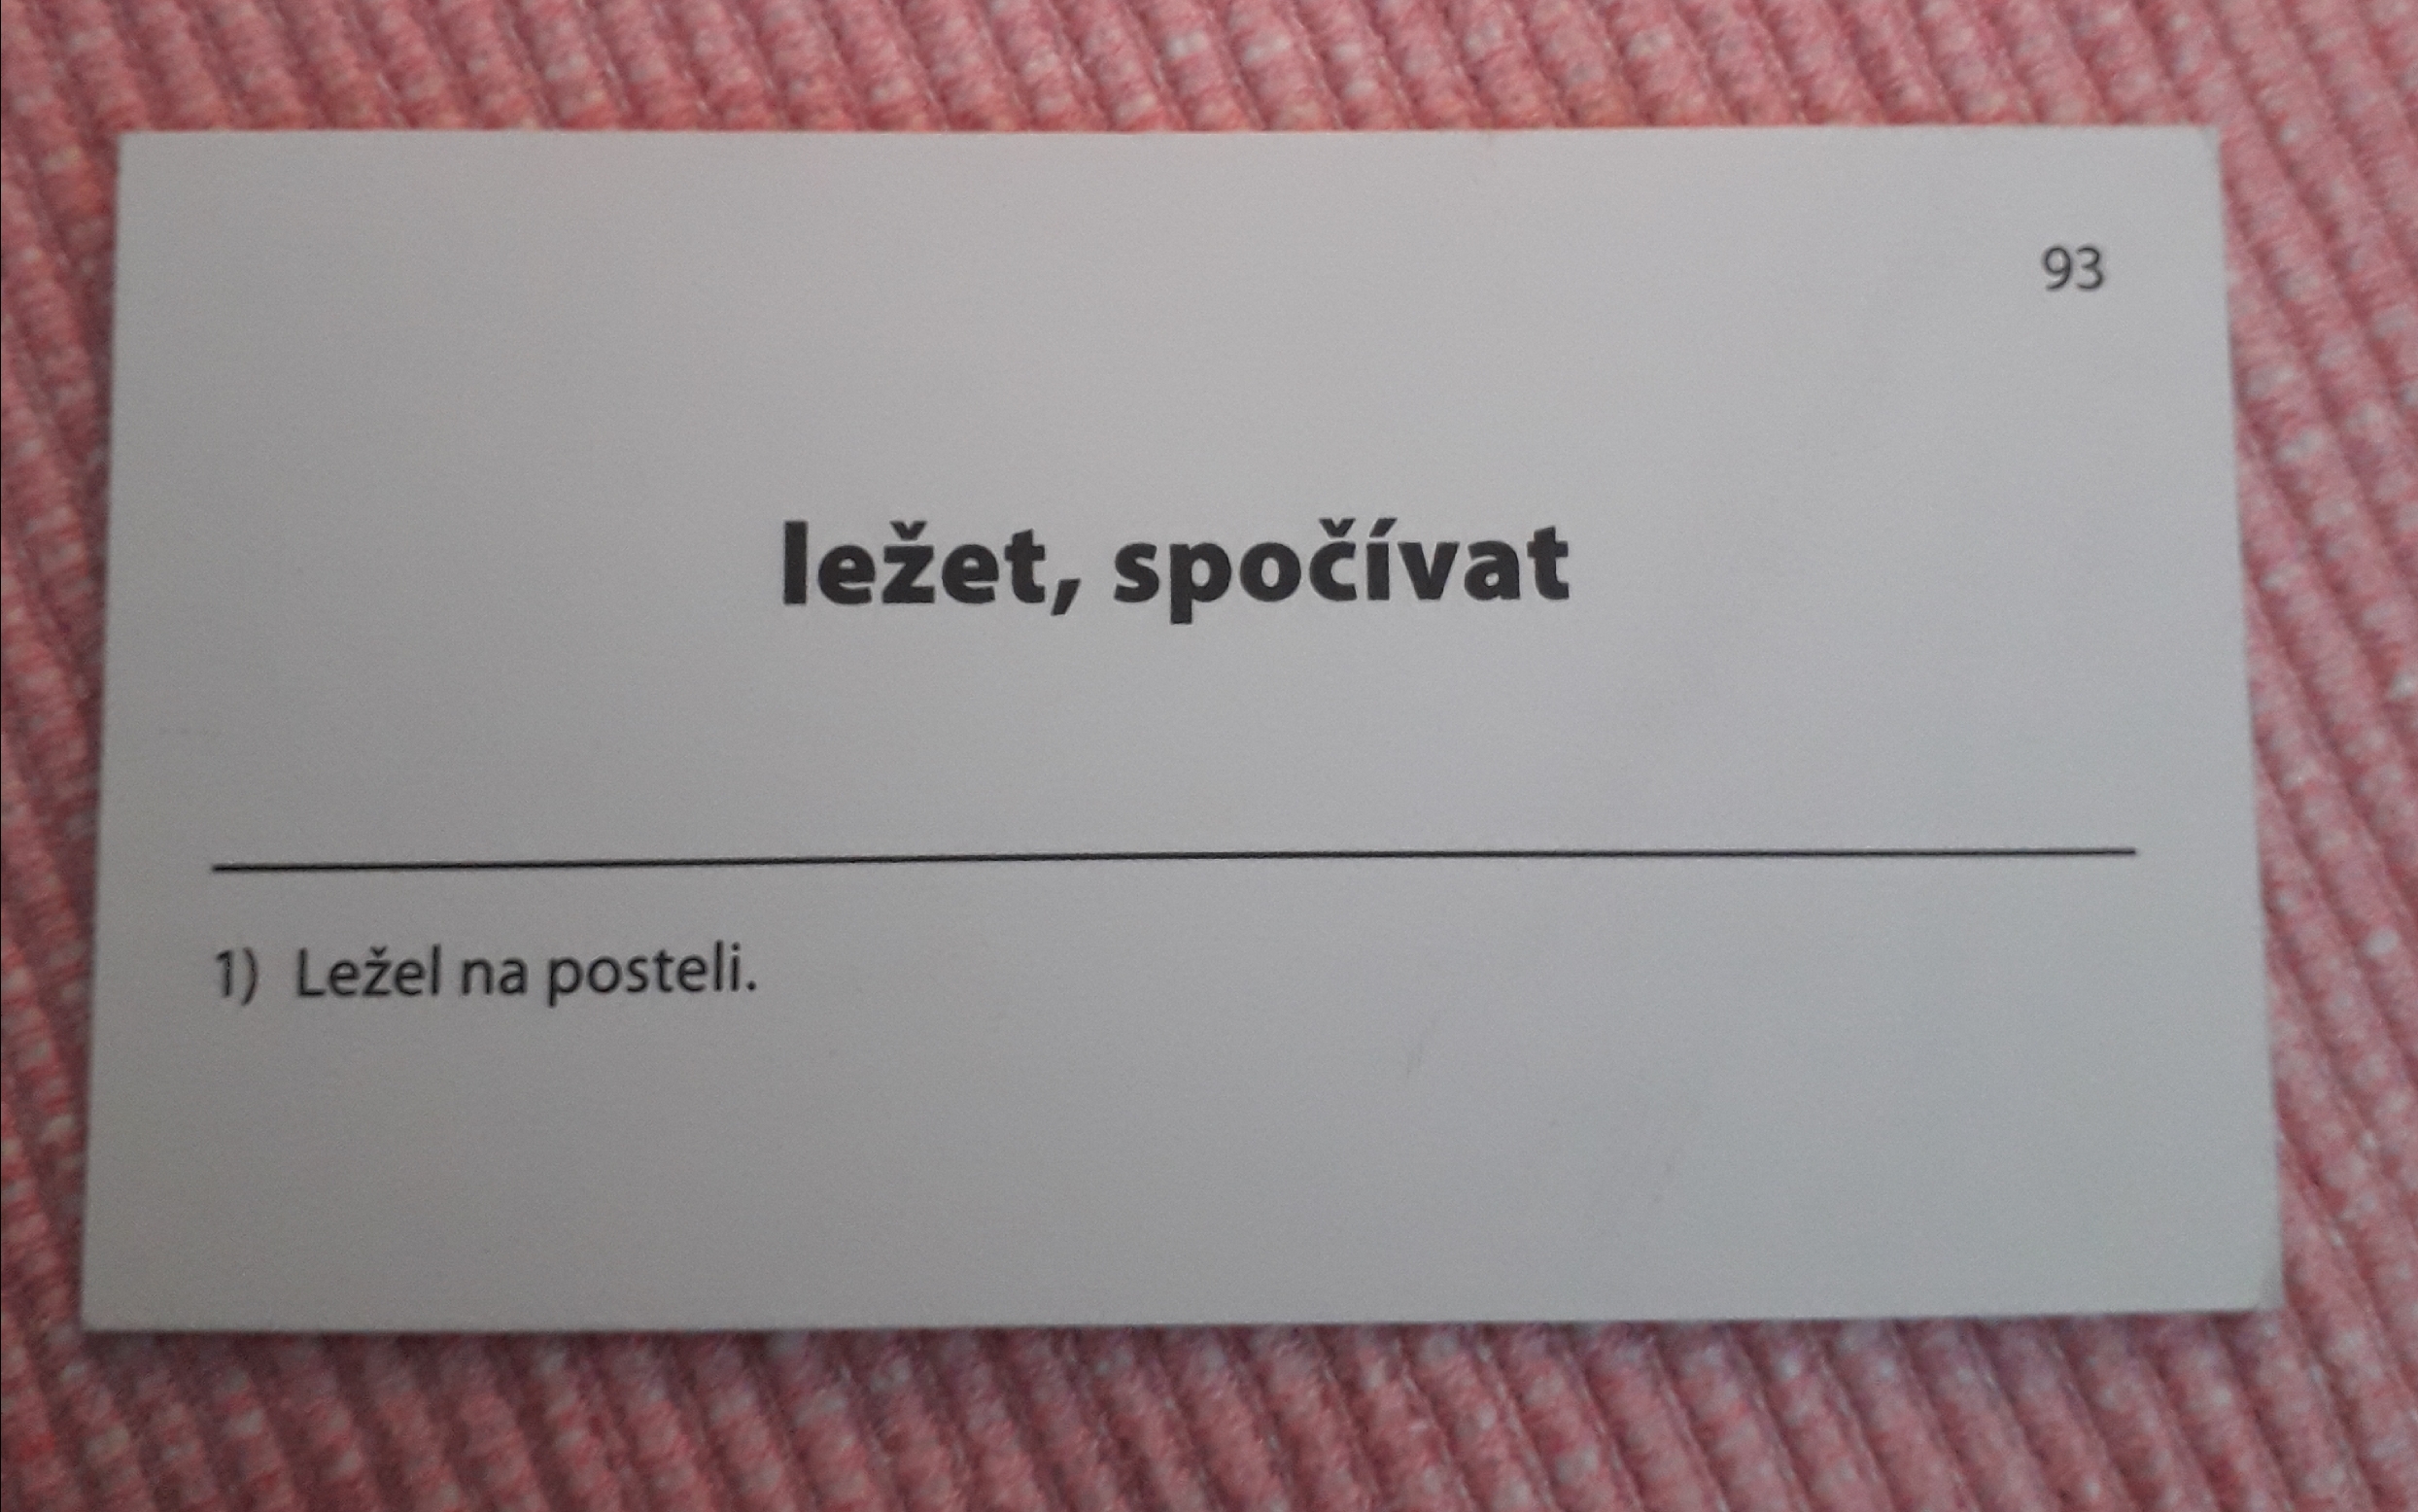 93
ležet, spočívat
1) Ležel na posteli.